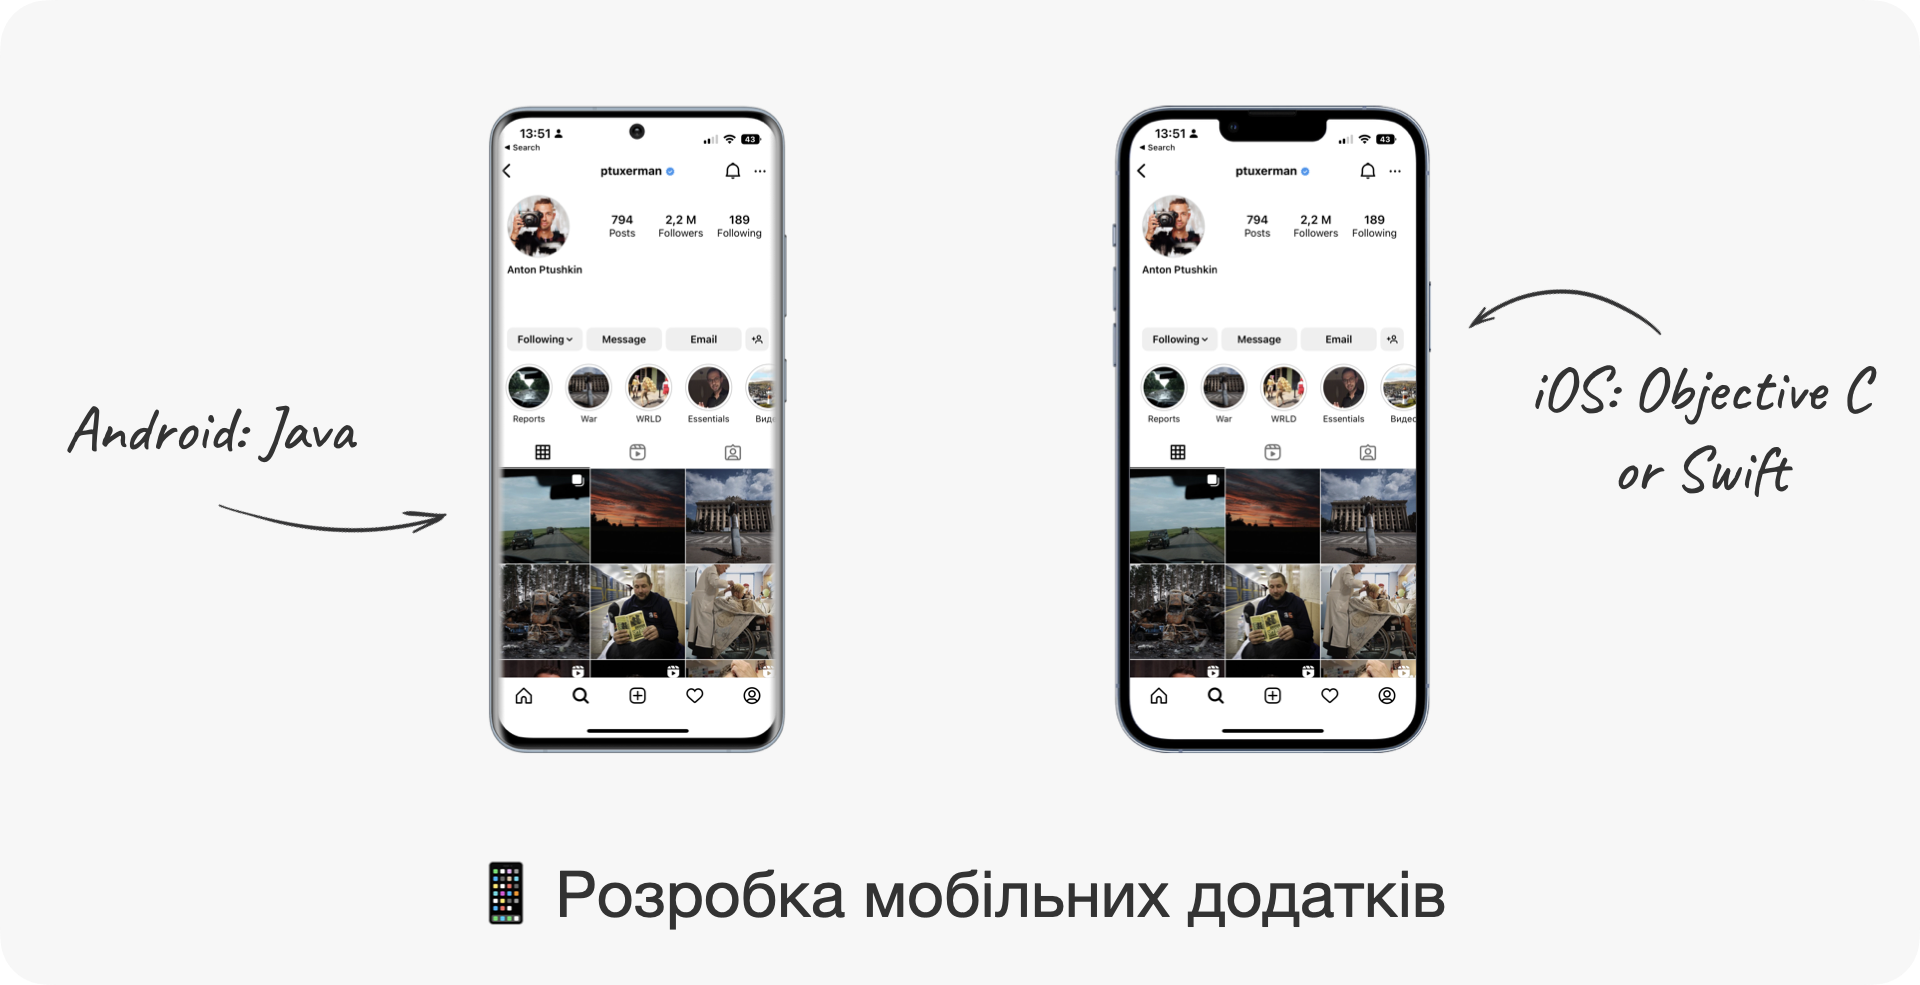 13:51
43
Search
ptuxerman
794
2,2 M
189
Posts
Followers
Following
Anton Ptushkin
Following
Message
Email
Reports
War
WRLD
Essentials
Виде
Android: Java
13:51
43
Search
ptuxerman
794
2,2 M
189
Posts
Followers
Following
Anton Ptushkin
Following
Message
Email
Reports
War
WRLD
Essentials
Видео
iOS: Objective C
or Swift
Розробка мобільних додатків